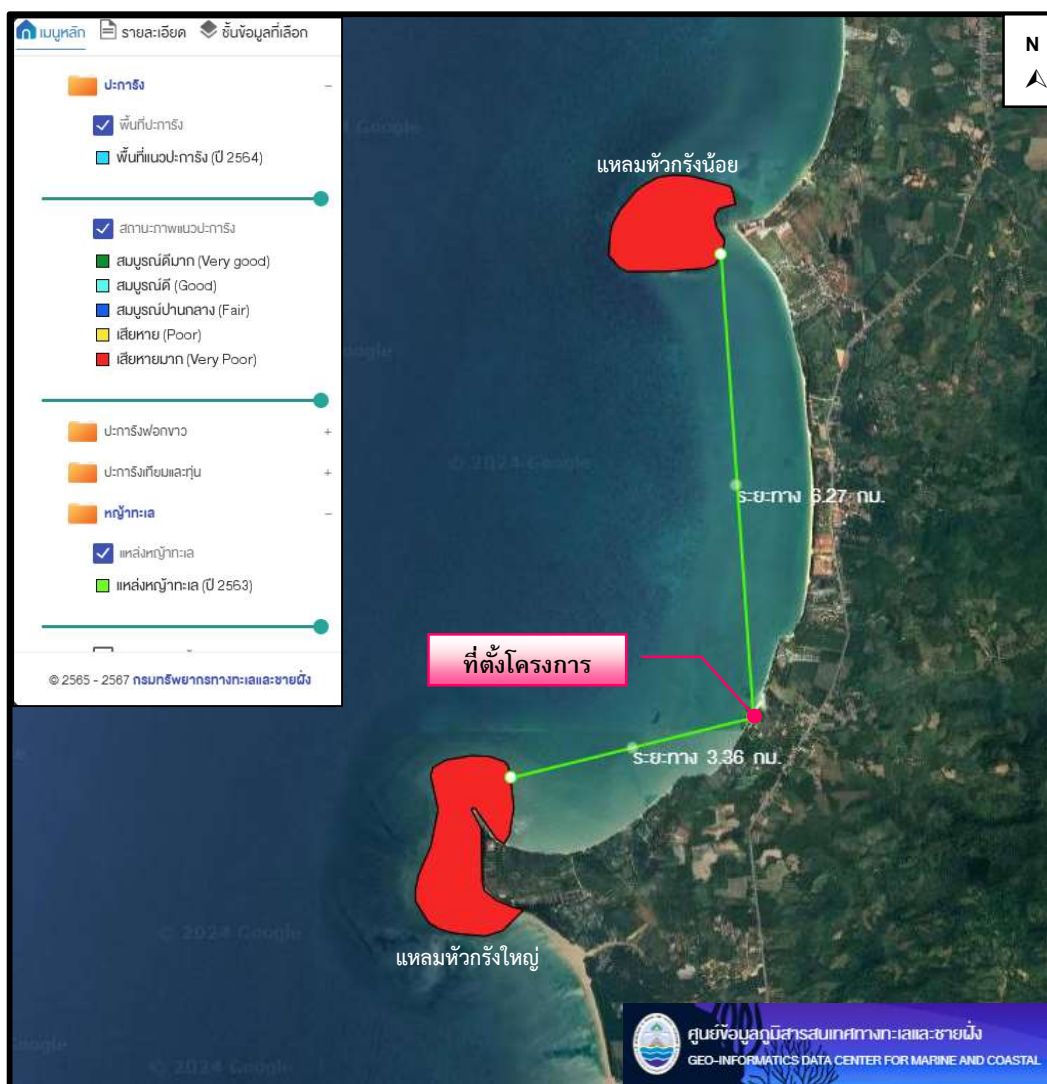 เมนูหลัก รายละเอียด ชั้นข้อมูลที่เลือก
ปะการัง −
พื้นที่ปะการัง
พื้นที่แนวปะการัง (ปี 2564)
สถานะภาพแนวปะการัง
สมบูรณ์ดีมาก (Very good)
สมบูรณ์ดี (Good)
สมบูรณ์ปานกลาง (Fair)
เสียหาย (Poor)
เสียหายมาก (Very Poor)
ปะการังฟอกขาว +
ปะการังเทียมและทุ่น +
หญ้าทะเล −
แหล่งหญ้าทะเล
แหล่งหญ้าทะเล (ปี 2563)
© 2565 - 2567 กรมทรัพยากรทางทะเลและชายฝั่ง
N
Google
แหลมหัวกรังน้อย
© 2024 Google
ระยะทาง 6.27 กม.
ที่ตั้งโครงการ
ระยะทาง 3.36 กม.
© 2024 Google
แหลมหัวกรังใหญ่
ศูนย์ข้อมูลภูมิสารสนเทศทางทะเลและชายฝั่ง
GEO-INFORMATICS DATA CENTER FOR MARINE AND COASTAL
© 2024 Google